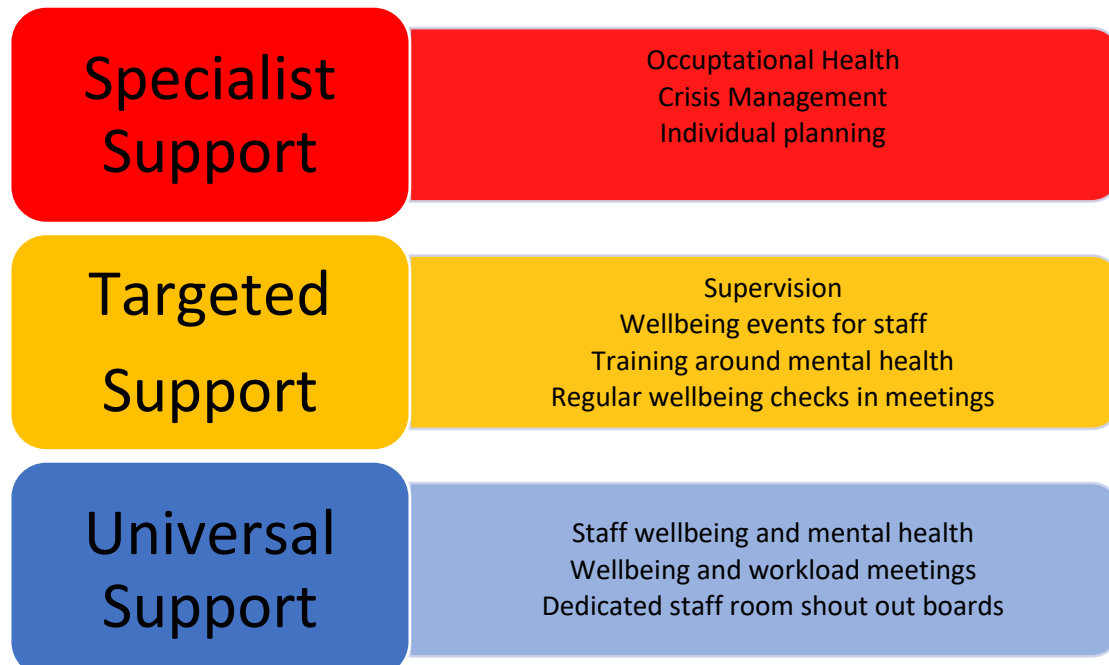 Specialist
Support
Occuptational Health
Crisis Management
Individual planning
Targeted
Support
Supervision
Wellbeing events for staff
Training around mental health
Regular wellbeing checks in meetings
Universal
Support
Staff wellbeing and mental health
Wellbeing and workload meetings
Dedicated staff room shout out boards